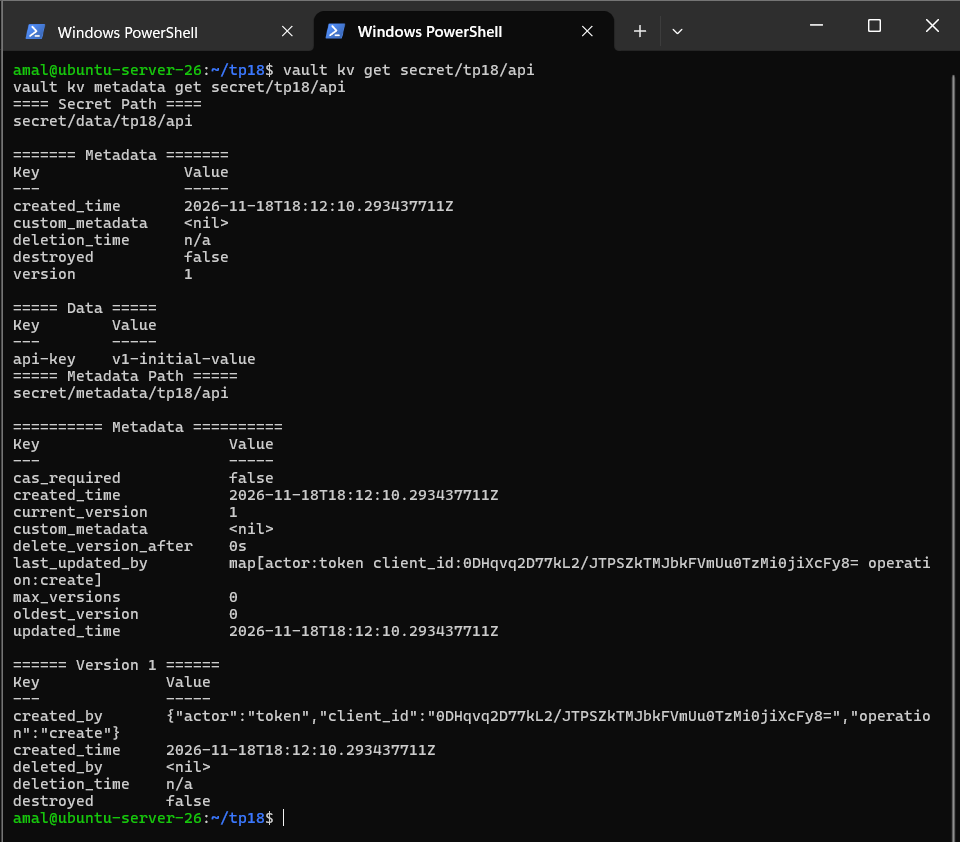 Windows PowerShell
Windows PowerShell
amal@ubuntu-server-26:~/tp18$ vault kv get secret/tp18/api
vault kv metadata get secret/tp18/api
==== Secret Path ====
secret/data/tp18/api
======= Metadata =======
Key                Value
---                -----
created_time       2026-11-18T18:12:10.293437711Z
custom_metadata    <nil>
deletion_time      n/a
destroyed          false
version            1
===== Data =====
Key        Value
---        -----
api-key    v1-initial-value
===== Metadata Path =====
secret/metadata/tp18/api
========== Metadata ==========
Key                     Value
---                     -----
cas_required            false
created_time            2026-11-18T18:12:10.293437711Z
current_version         1
custom_metadata         <nil>
delete_version_after    0s
last_updated_by         map[actor:token client_id:0DHqvq2D77kL2/JTPSZkTMJbkFVmUu0TzMi0jiXcFy8= operati
on:create]
max_versions            0
oldest_version          0
updated_time            2026-11-18T18:12:10.293437711Z
====== Version 1 ======
Key              Value
---              -----
created_by       {"actor":"token","client_id":"0DHqvq2D77kL2/JTPSZkTMJbkFVmUu0TzMi0jiXcFy8=","operatio
n":"create"}
created_time     2026-11-18T18:12:10.293437711Z
deleted_by       <nil>
deletion_time    n/a
destroyed        false
amal@ubuntu-server-26:~/tp18$